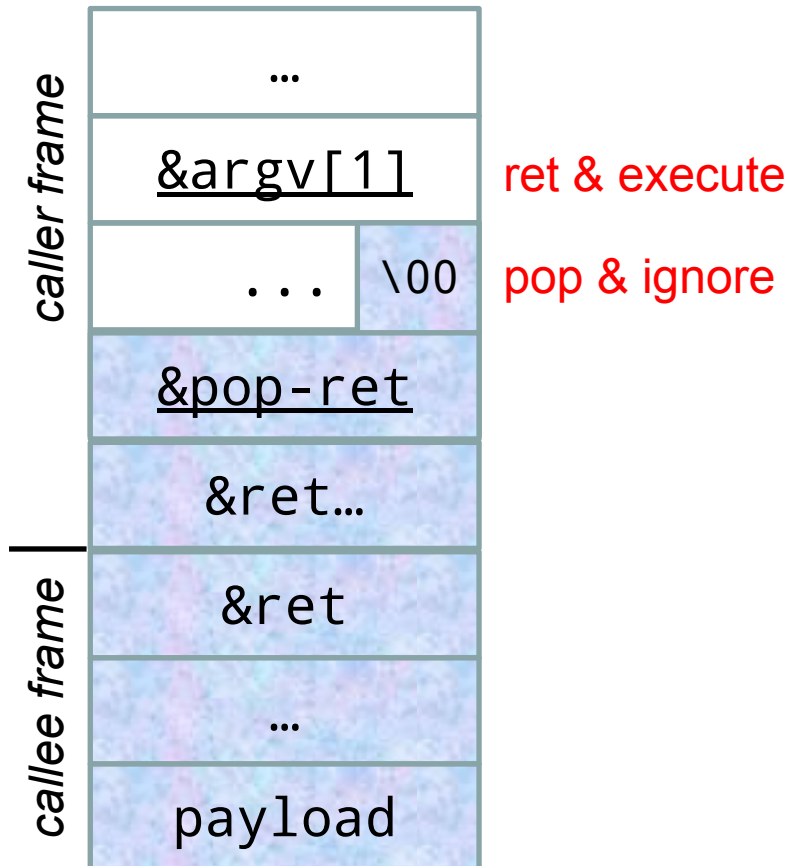 caller frame
…
&argv[1]
ret & execute
... \00
pop & ignore
&pop-ret
&ret…
callee frame
&ret
…
payload